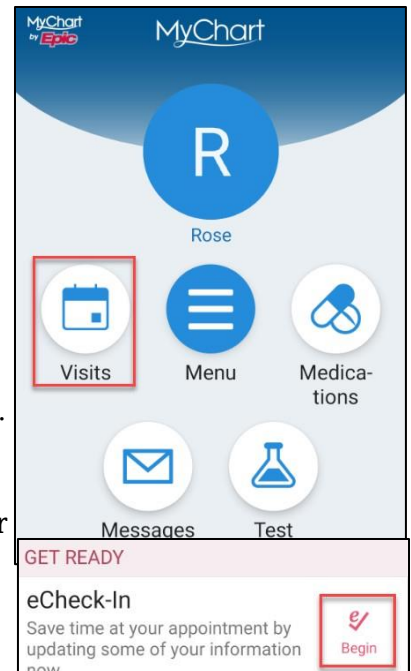 MyChart
by Epic
MyChart
R
Rose
Visits
Menu
Medica-
tions
.
r
Messages
Test
GET READY
eCheck-In
Save time at your appointment by
updating some of your information
now
e
Begin